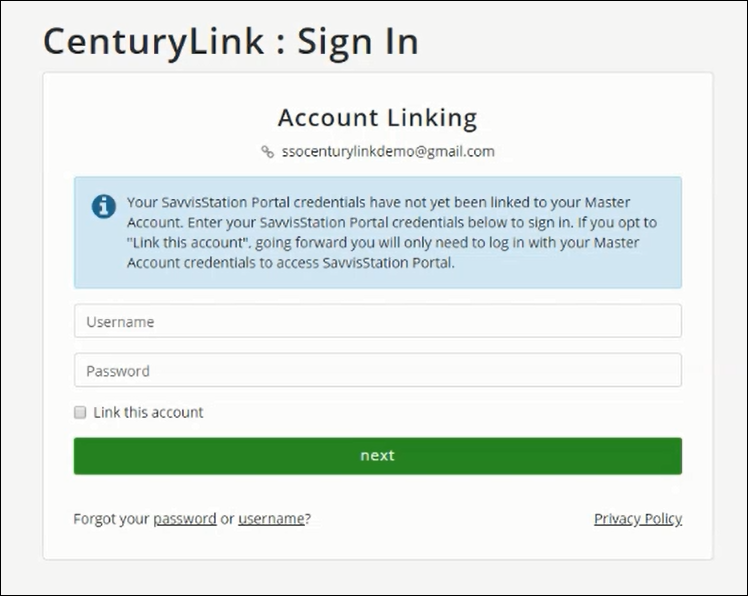 CenturyLink : Sign In
Account Linking
ssocenturylinkdemo@gmail.com
Your SavvisStation Portal credentials have not yet been linked to your Master
Account. Enter your SavvisStation Portal credentials below to sign in. If you opt to
"Link this account", going forward you will only need to log in with your Master
Account credentials to access SavvisStation Portal.
Username
Password
Link this account
next
Forgot your password or username? Privacy Policy